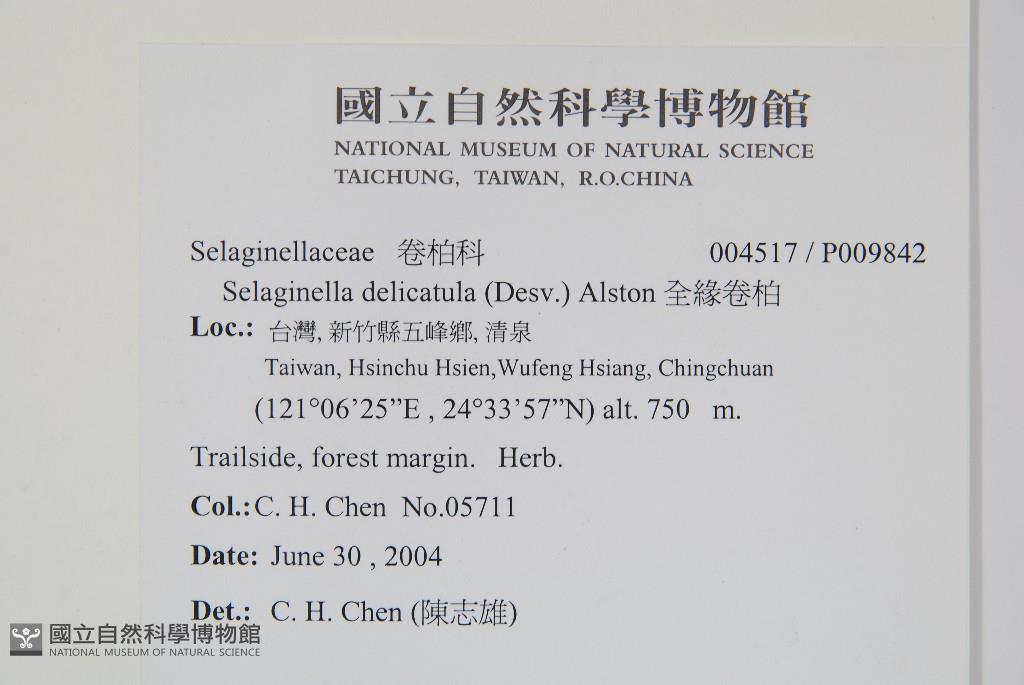 國立自然科學博物館
NATIONAL MUSEUM OF NATURAL SCIENCE
TAICHUNG, TAIWAN, R.O.CHINA
Selaginellaceae 卷柏科 004517 / P009842
Selaginella delicatula (Desv.) Alston 全緣卷柏
Loc.: 台灣, 新竹縣五峰鄉, 清泉
Taiwan, Hsinchu Hsien,Wufeng Hsiang, Chingchuan
(121°06’25”E , 24°33’57”N) alt. 750 m.
Trailside, forest margin. Herb.
Col.:C. H. Chen No.05711
Date: June 30 , 2004
Det.: C. H. Chen (陳志雄)
國立自然科學博物館
NATIONAL MUSEUM OF NATURAL SCIENCE